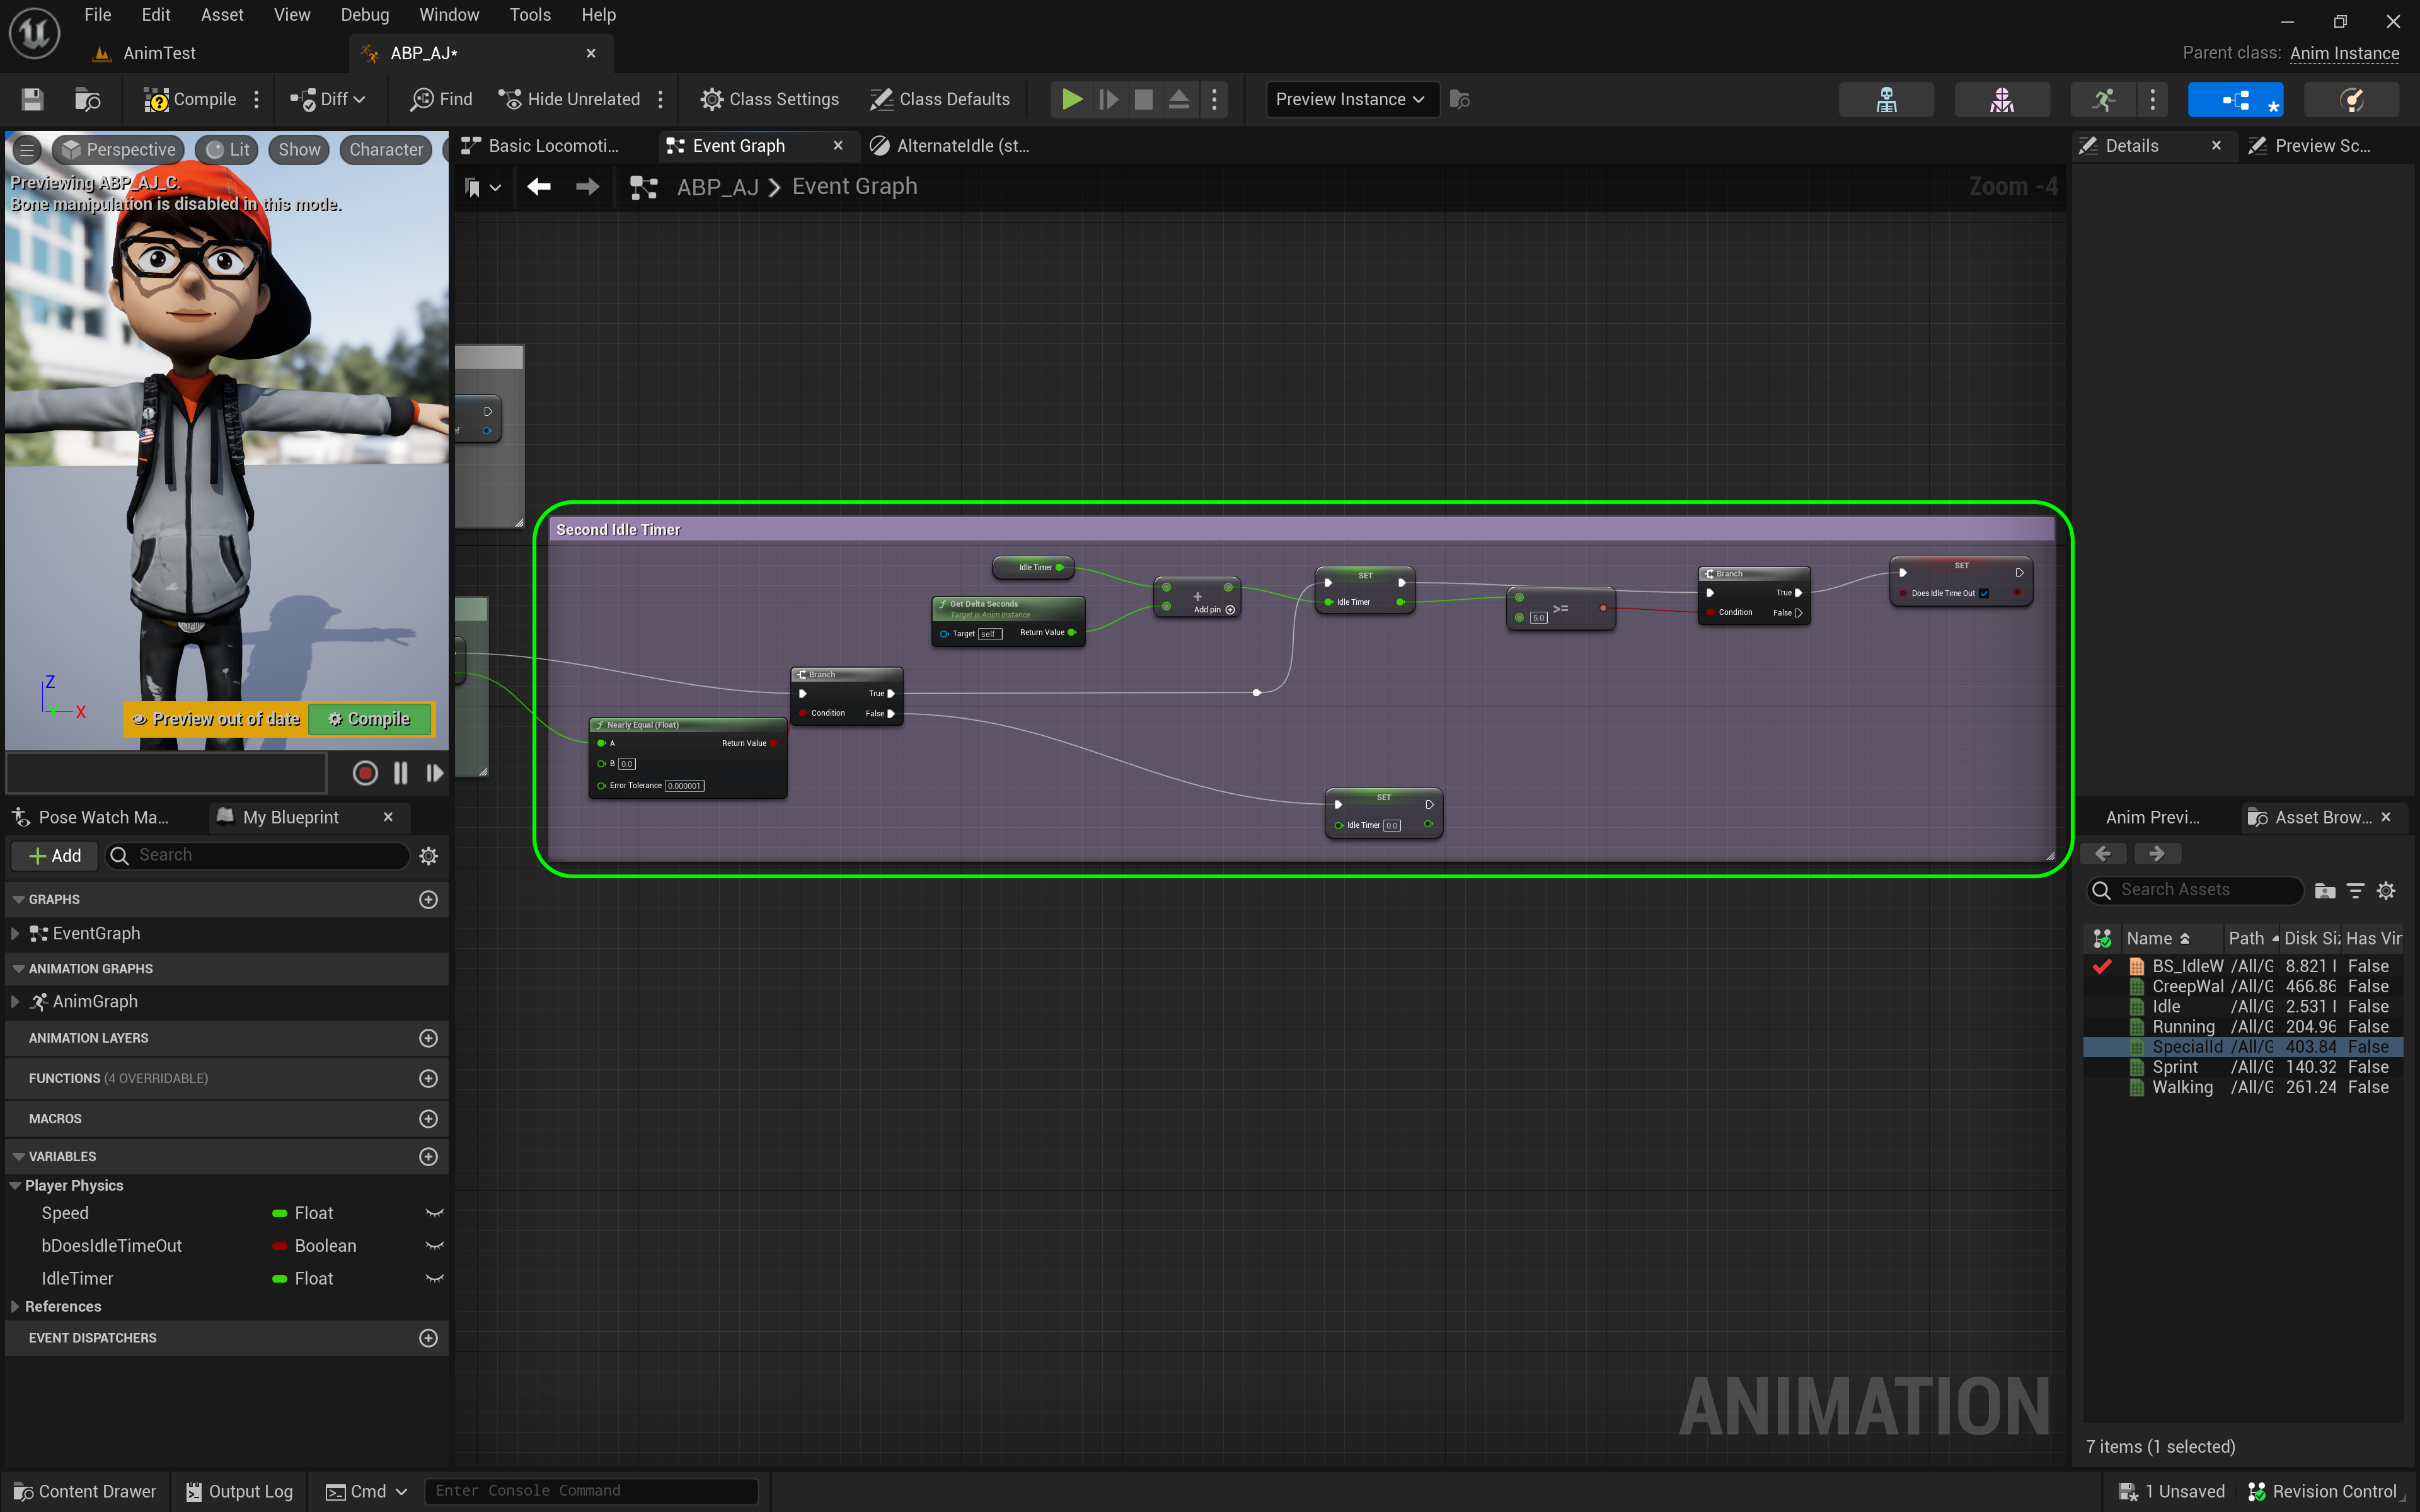 File Edit Asset View Debug Window Tools Help
AnimTest
ABP_AJ*
Parent class: Anim Instance
Compile
Diff
Find
Hide Unrelated
Class Settings
Class Defaults
Preview Instance
Perspective
Lit
Show
Character
Previewing ABP_AJ_C.
Bone manipulation is disabled in this mode.
Z
X
Preview out of date
Compile
Basic Locomoti...
Event Graph
AlternateIdle (st...
ABP_AJ > Event Graph
Zoom -4
Second Idle Timer
Idle Timer
Get Delta Seconds
Target is Anim Instance
Target self Return Value
+
Add pin
SET
Idle Timer
>=
5.0
Branch
True
Condition False
SET
Does Idle Time Out
Branch
True
Condition False
Nearly Equal (Float)
A Return Value
B 0.0
Error Tolerance 0.000001
SET
Idle Timer 0.0
ANIMATION
Pose Watch Ma...
My Blueprint
Add
Search
GRAPHS
EventGraph
ANIMATION GRAPHS
AnimGraph
ANIMATION LAYERS
FUNCTIONS (4 OVERRIDABLE)
MACROS
VARIABLES
Player Physics
Speed Float
bDoesIdleTimeOut Boolean
IdleTimer Float
References
EVENT DISPATCHERS
Details
Preview Sc...
Anim Previ...
Asset Brow...
Search Assets
Name Path Disk Siz Has Vir
BS_IdleW /All/G 8.821 False
CreepWal /All/G 466.86 False
Idle /All/G 2.531 False
Running /All/G 204.96 False
SpecialId /All/G 403.84 False
Sprint /All/G 140.32 False
Walking /All/G 261.24 False
7 items (1 selected)
Content Drawer
Output Log
Cmd
Enter Console Command
1 Unsaved
Revision Control